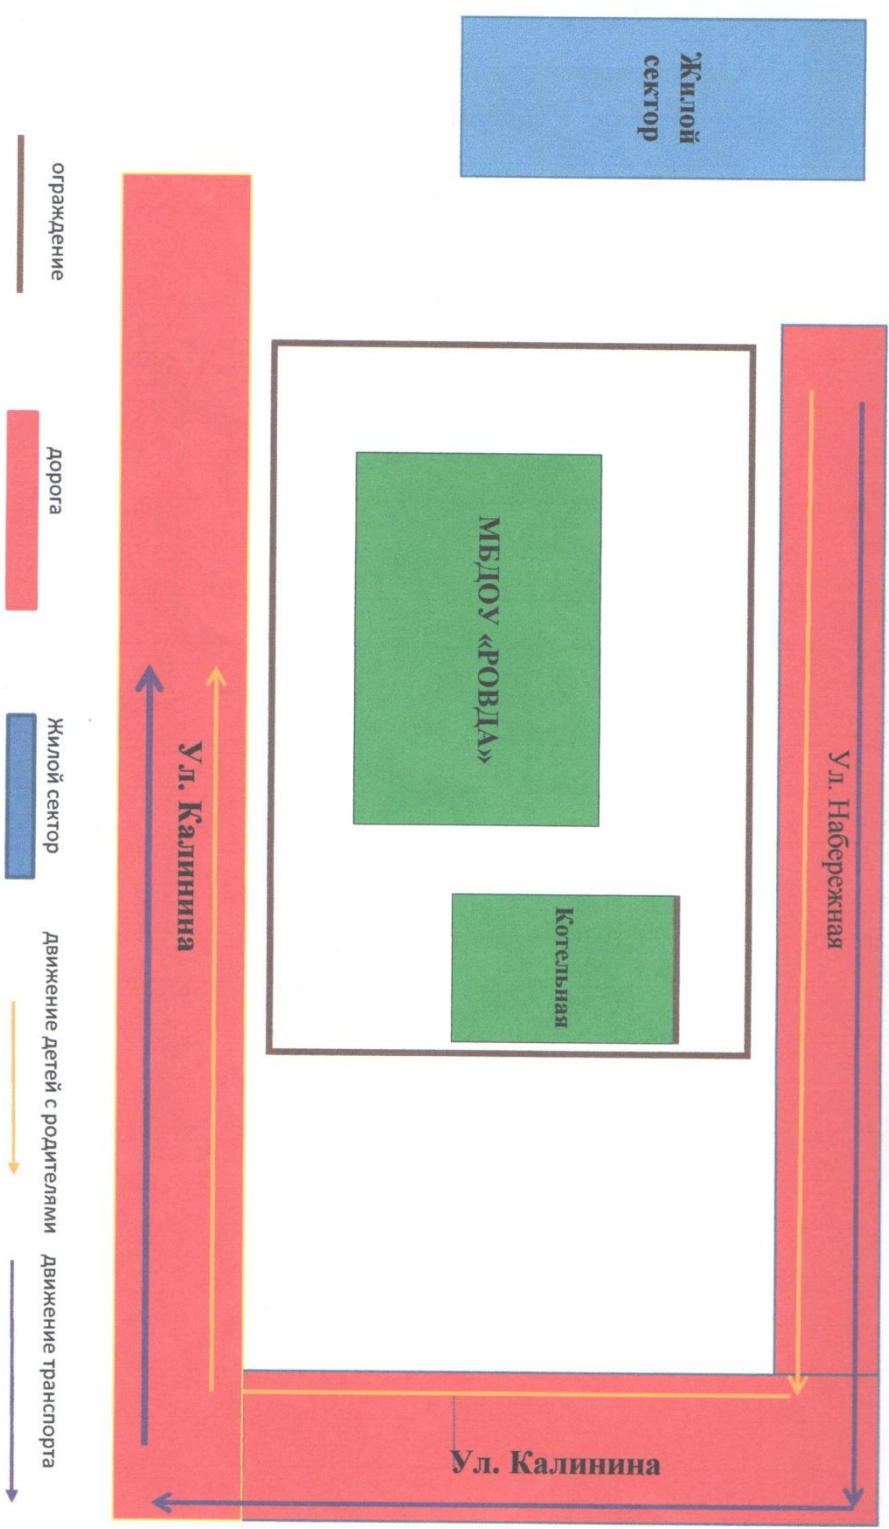 Жилой
сектор
Ул. Набережная
МБДОУ «РОВДА»
Котельная
Ул. Калинина
Ул. Калинина
ограждение
дорога
Жилой сектор
движение детей с родителями
движение транспорта